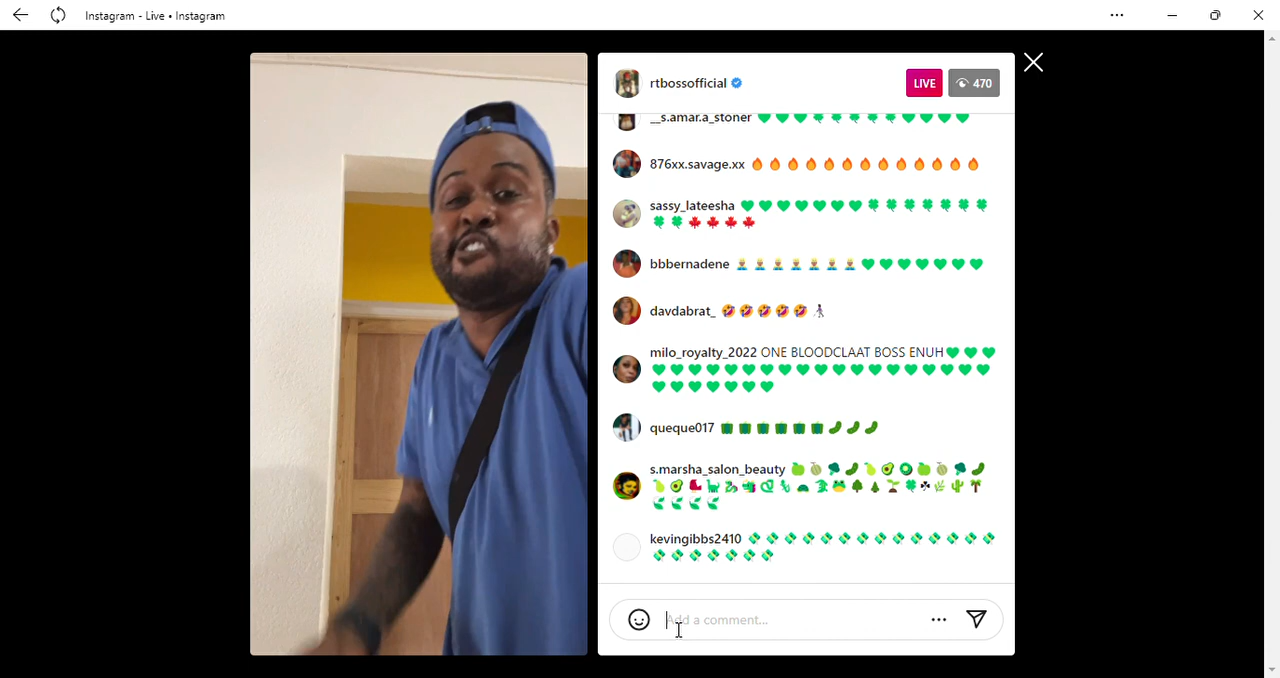 Instagram - Live • Instagram
rtbossofficial
LIVE
470
__s.amar.a_stoner 💚💚💚🍀🍀🍀🍀🍀💚💚💚💚
876xx.savage.xx 🔥🔥🔥🔥🔥🔥🔥🔥🔥🔥🔥🔥🔥
sassy_lateesha 💚💚💚💚💚💚💚🍀🍀🍀🍀🍀🍀🍀
🍀🍀🍁🍁🍁🍁
bbbernadene
davdabrat_ 🤣🤣🤣🤣🤣
milo_royalty_2022 ONE BLOODCLAAT BOSS ENUH💚💚💚
queque017
s.marsha_salon_beauty
kevingibbs2410
Add a comment...